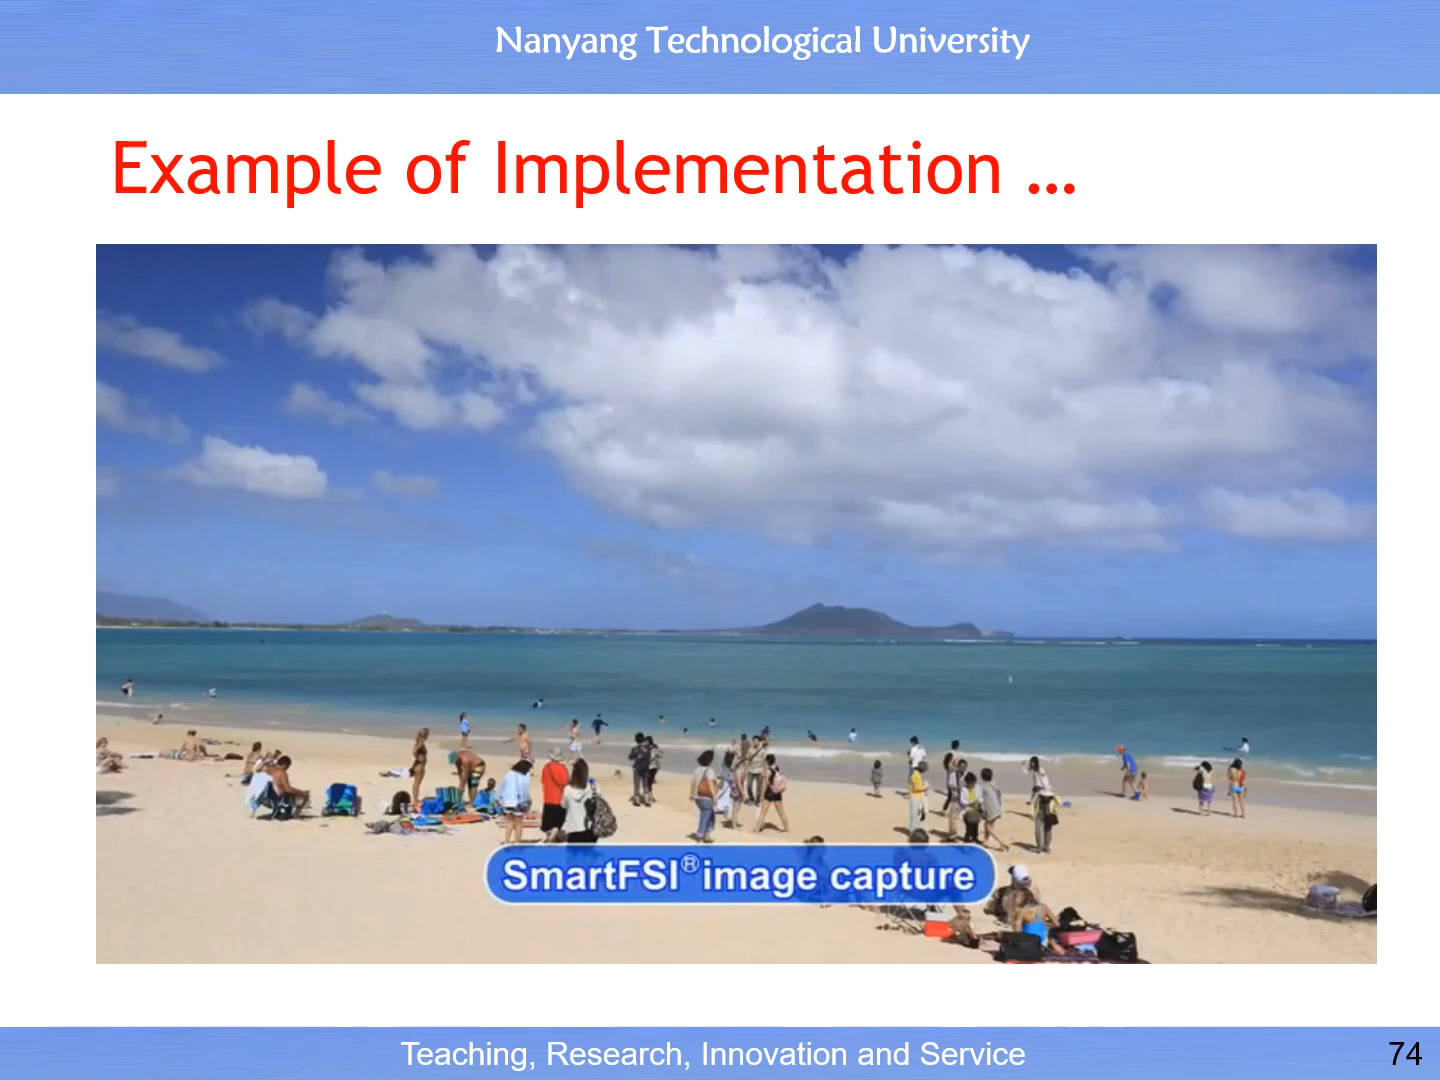 Nanyang Technological University
Example of Implementation ...
SmartFSI® image capture
Teaching, Research, Innovation and Service
74